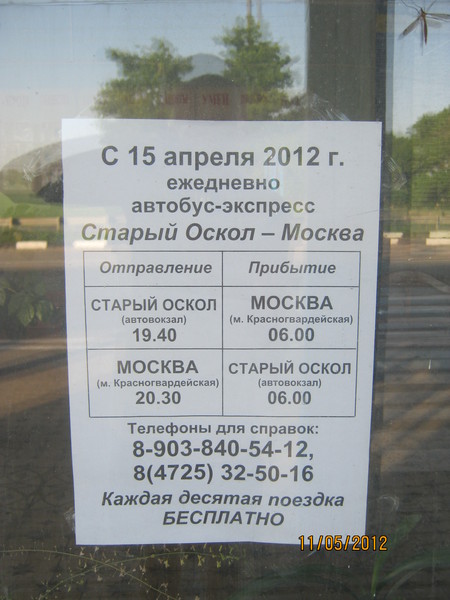 С 15 апреля 2012 г.
ежедневно
автобус-экспресс
Старый Оскол – Москва
Отправление Прибытие
СТАРЫЙ ОСКОЛ МОСКВА
(автовокзал) (м. Красногвардейская)
19.40 06.00
МОСКВА СТАРЫЙ ОСКОЛ
(м. Красногвардейская) (автовокзал)
20.30 06.00
Телефоны для справок:
8-903-840-54-12,
8(4725) 32-50-16
Каждая десятая поездка
БЕСПЛАТНО
11/05/2012